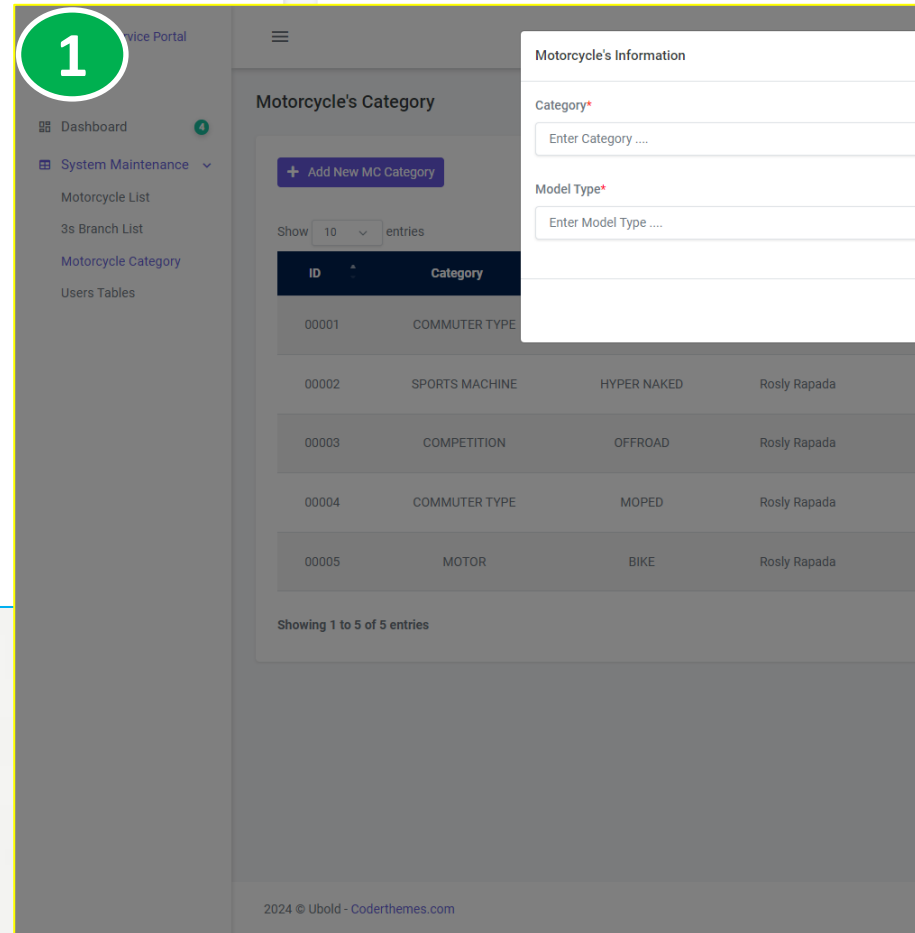 1
Portal
Motorcycle's Information
Category*
Enter Category ....
Model Type*
Enter Model Type ....
Dashboard 4
System Maintenance
Motorcycle List
3s Branch List
Motorcycle Category
Users Tables
Motorcycle's Category
+ Add New MC Category
Show 10 entries
ID Category
00001 COMMUTER TYPE
00002 SPORTS MACHINE HYPER NAKED Rosly Rapada
00003 COMPETITION OFFROAD Rosly Rapada
00004 COMMUTER TYPE MOPED Rosly Rapada
00005 MOTOR BIKE Rosly Rapada
Showing 1 to 5 of 5 entries
2024 © Ubold - Coderthemes.com